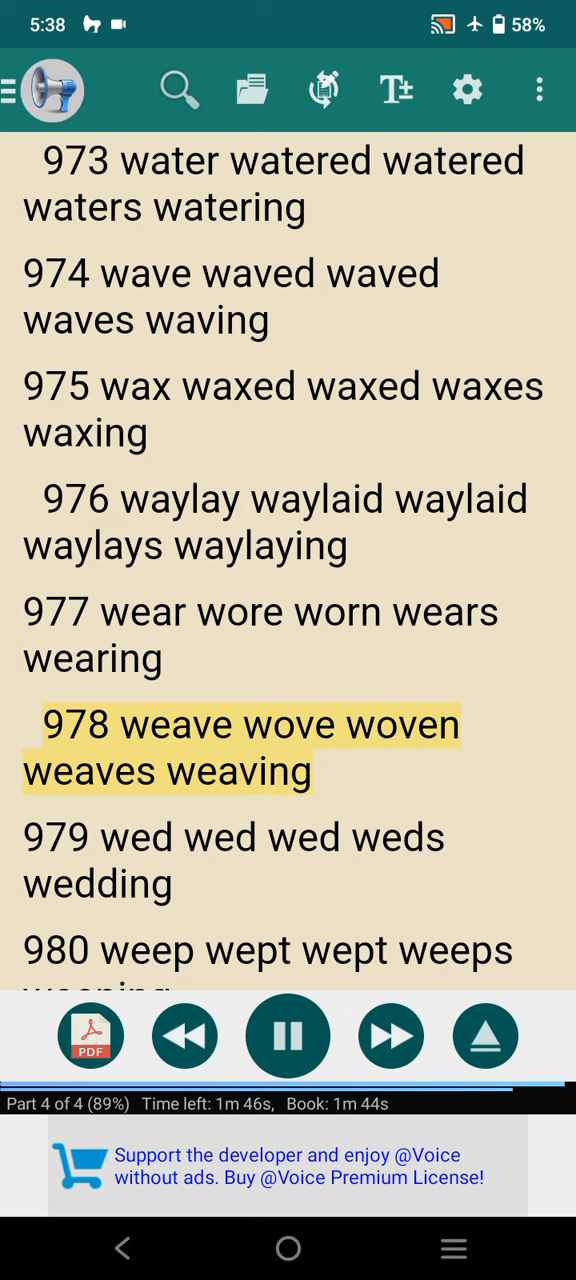 5:38
58%
T±
973 water watered watered
waters watering
974 wave waved waved
waves waving
975 wax waxed waxed waxes
waxing
976 waylay waylaid waylaid
waylays waylaying
977 wear wore worn wears
wearing
978 weave wove woven
weaves weaving
979 wed wed wed weds
wedding
980 weep wept wept weeps
PDF
Part 4 of 4 (89%) Time left: 1m 46s, Book: 1m 44s
Support the developer and enjoy @Voice
without ads. Buy @Voice Premium License!